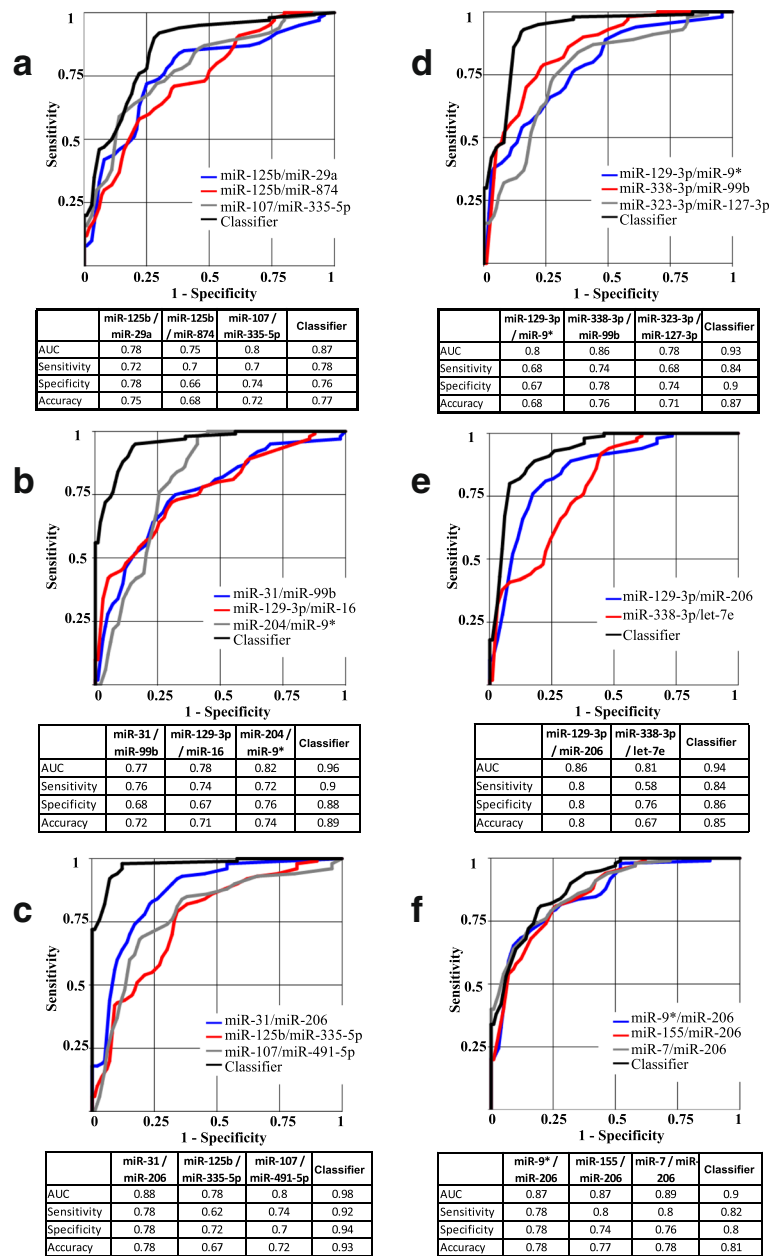 a
1
0.75
0.5
0.25
Sensitivity
miR-125b/miR-29a
miR-125b/miR-874
miR-107/miR-335-5p
Classifier
0 0.25 0.5 0.75 1
1 - Specificity
miR-125b / miR-29a miR-125b / miR-874 miR-107 / miR-335-5p Classifier
AUC 0.78 0.75 0.8 0.87
Sensitivity 0.72 0.7 0.7 0.78
Specificity 0.78 0.66 0.74 0.76
Accuracy 0.75 0.68 0.72 0.77
d
1
0.75
0.5
0.25
Sensitivity
miR-129-3p/miR-9*
miR-338-3p/miR-99b
miR-323-3p/miR-127-3p
Classifier
0 0.25 0.5 0.75 1
1 - Specificity
miR-129-3p / miR-9* miR-338-3p / miR-99b miR-323-3p / miR-127-3p Classifier
AUC 0.8 0.86 0.78 0.93
Sensitivity 0.68 0.74 0.68 0.84
Specificity 0.67 0.78 0.74 0.9
Accuracy 0.68 0.76 0.71 0.87
b
1
0.75
0.5
0.25
Sensitivity
miR-31/miR-99b
miR-129-3p/miR-16
miR-204/miR-9*
Classifier
0 0.25 0.5 0.75 1
1 - Specificity
miR-31 / miR-99b miR-129-3p / miR-16 miR-204 / miR-9* Classifier
AUC 0.77 0.78 0.82 0.96
Sensitivity 0.76 0.74 0.72 0.9
Specificity 0.68 0.67 0.76 0.88
Accuracy 0.72 0.71 0.74 0.89
e
1
0.75
0.5
0.25
Sensitivity
miR-129-3p/miR-206
miR-338-3p/let-7e
Classifier
0 0.25 0.5 0.75 1
1 - Specificity
miR-129-3p / miR-206 miR-338-3p / let-7e Classifier
AUC 0.86 0.81 0.94
Sensitivity 0.8 0.58 0.84
Specificity 0.8 0.76 0.86
Accuracy 0.8 0.67 0.85
c
1
0.75
0.5
0.25
Sensitivity
miR-31/miR-206
miR-125b/miR-335-5p
miR-107/miR-491-5p
Classifier
0 0.25 0.5 0.75 1
1 - Specificity
miR-31 / miR-206 miR-125b / miR-335-5p miR-107 / miR-491-5p Classifier
AUC 0.88 0.78 0.8 0.98
Sensitivity 0.78 0.62 0.74 0.92
Specificity 0.78 0.72 0.7 0.94
Accuracy 0.78 0.67 0.72 0.93
f
1
0.75
0.5
0.25
Sensitivity
miR-9*/miR-206
miR-155/miR-206
miR-7/miR-206
Classifier
0 0.25 0.5 0.75 1
1 - Specificity
miR-9* / miR-206 miR-155 / miR-206 miR-7 / miR-206 Classifier
AUC 0.87 0.87 0.89 0.9
Sensitivity 0.78 0.8 0.8 0.82
Specificity 0.78 0.74 0.76 0.8
Accuracy 0.78 0.77 0.78 0.81